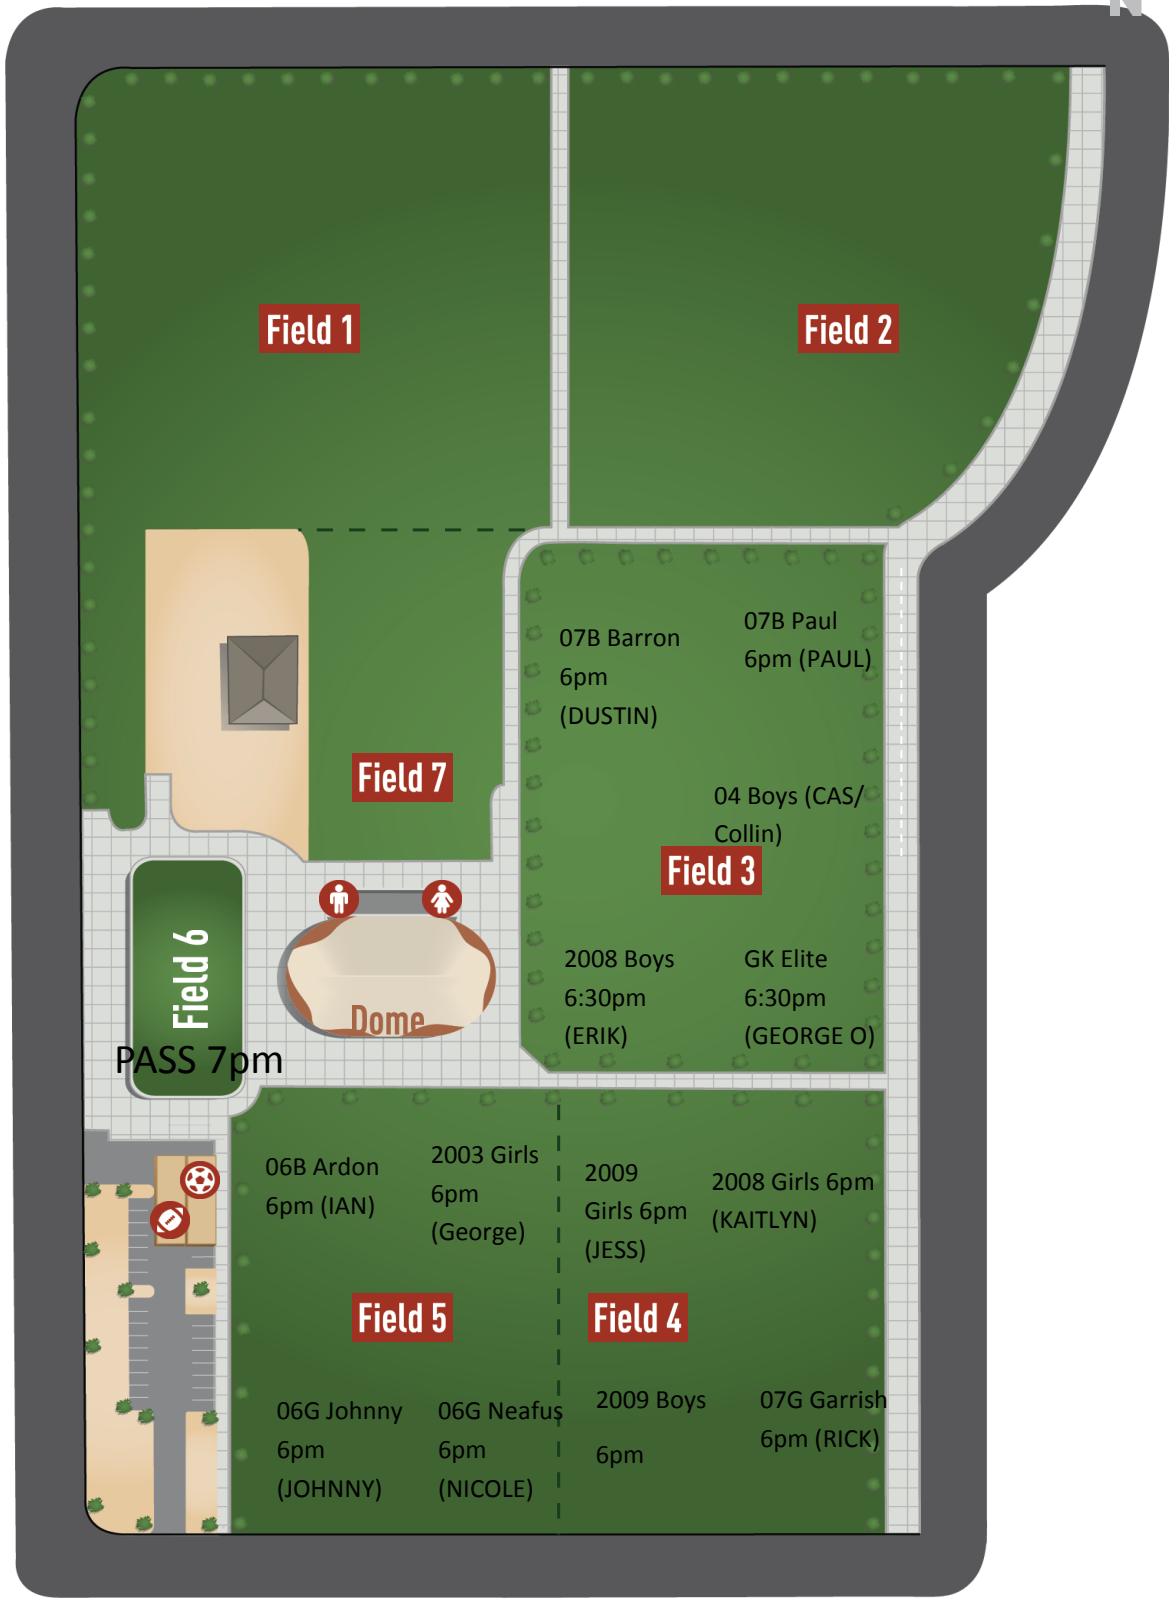 N
Field 1
Field 2
07B Barron
6pm
(DUSTIN)
07B Paul
6pm (PAUL)
Field 7
04 Boys (CAS/
Collin)
Field 3
Field 6
PASS 7pm
Dome
2008 Boys
6:30pm
(ERIK)
GK Elite
6:30pm
(GEORGE O)
06B Ardon
6pm (IAN)
2003 Girls
6pm
(George)
2009
Girls 6pm
(JESS)
2008 Girls 6pm
(KAITLYN)
Field 5
Field 4
06G Johnny
6pm
(JOHNNY)
06G Neafus
6pm
(NICOLE)
2009 Boys
6pm
07G Garrish
6pm (RICK)